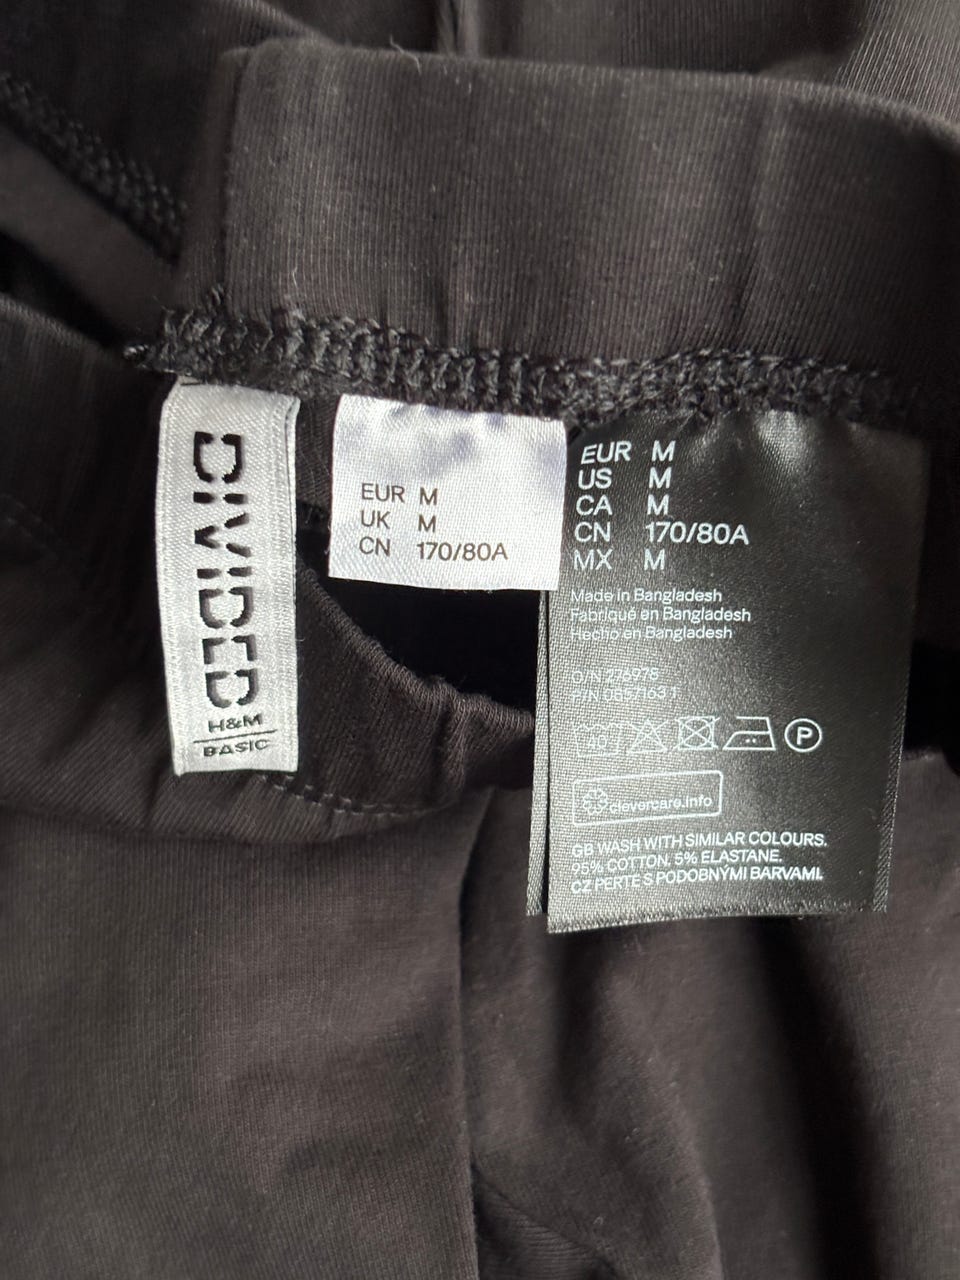 DIVIDED
H&M
BASIC
EUR M
UK M
CN 170/80A
EUR M
US M
CA M
CN 170/80A
MX M
Made in Bangladesh
Fabriqué en Bangladesh
Hecho en Bangladesh
O/N 276978
P
clevercare.info
GB WASH WITH SIMILAR COLOURS.
95% COTTON, 5% ELASTANE.
CZ PERTE S PODOBNÝMI BARVAMI.